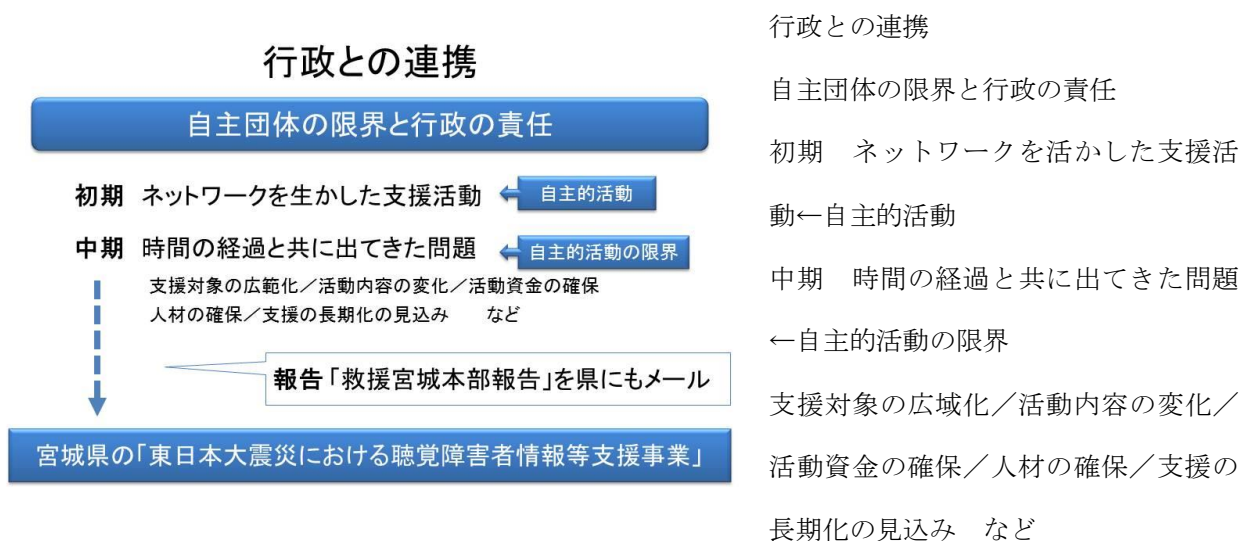 行政との連携
自主団体の限界と行政の責任
初期 ネットワークを生かした支援活動
自主的活動
中期 時間の経過と共に出てきた問題
自主的活動の限界
支援対象の広範化／活動内容の変化／活動資金の確保
人材の確保／支援の長期化の見込み　など
報告「救援宮城本部報告」を県にもメール
宮城県の「東日本大震災における聴覚障害者情報等支援事業」
行政との連携
自主団体の限界と行政の責任
初期　ネットワークを活かした支援活
動←自主的活動
中期　時間の経過と共に出てきた問題
←自主的活動の限界
支援対象の広域化／活動内容の変化／
活動資金の確保／人材の確保／支援の
長期化の見込み　など